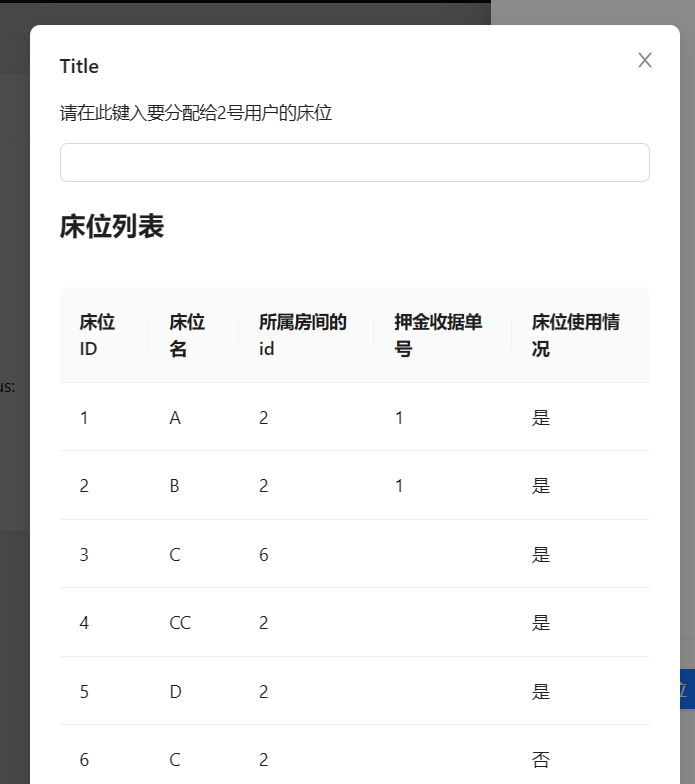 Title
请在此键入要分配给2号用户的床位
床位列表
床位ID 床位名 所属房间的id 押金收据单号 床位使用情况
1 A 2 1 是
us:
2 B 2 1 是
3 C 6 是
4 CC 2 是
5 D 2 是
6 C 2 否